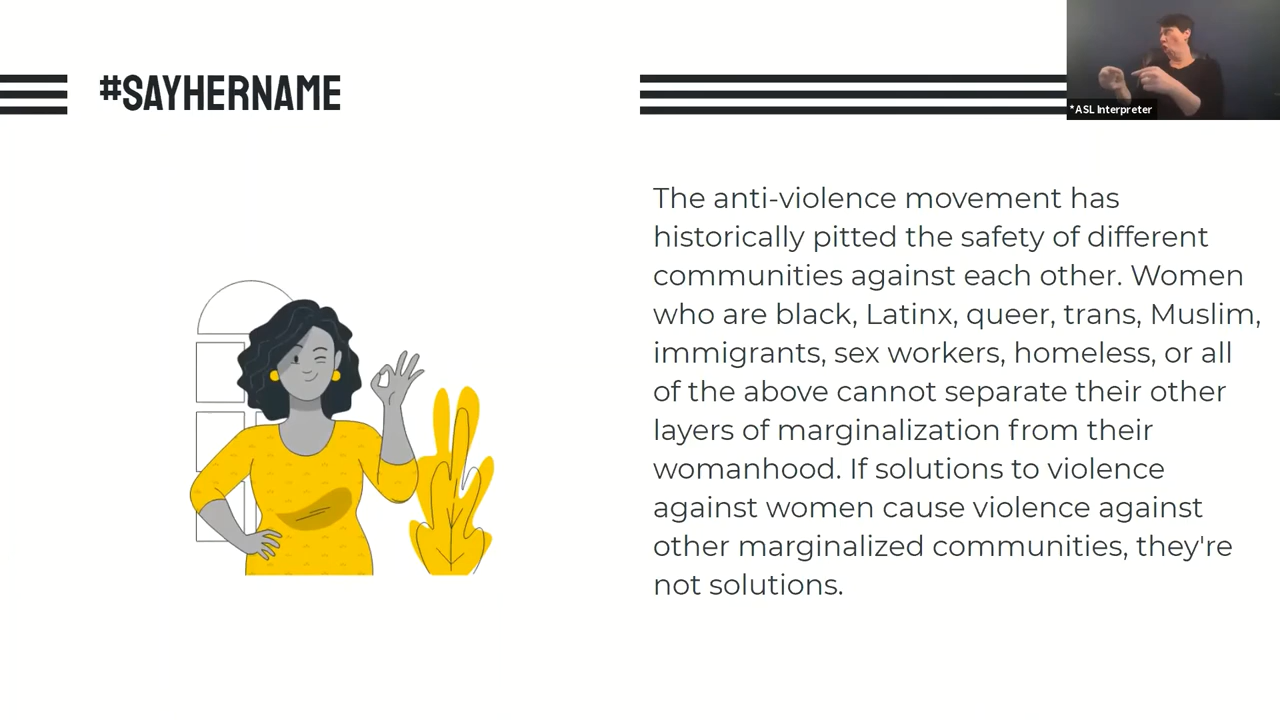 #SAYHERNAME
*ASL Interpreter
The anti-violence movement has
historically pitted the safety of different
communities against each other. Women
who are black, Latinx, queer, trans, Muslim,
immigrants, sex workers, homeless, or all
of the above cannot separate their other
layers of marginalization from their
womanhood. If solutions to violence
against women cause violence against
other marginalized communities, they're
not solutions.